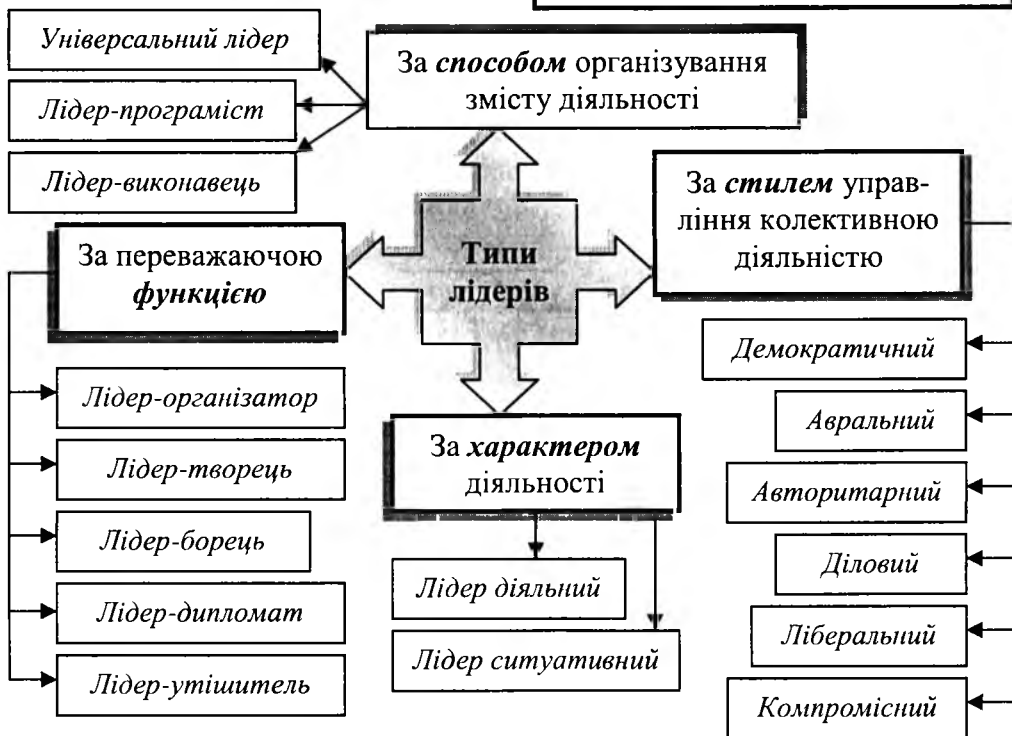 Універсальний лідер
Лідер-програміст
Лідер-виконавець
За способом організування
змісту діяльності
За стилем управ-
ління колективною
діяльністю
За переважаючою
функцією
Типи
лідерів
Лідер-організатор
Лідер-творець
Лідер-борець
Лідер-дипломат
Лідер-утішитель
За характером
діяльності
Лідер діяльний
Лідер ситуативний
Демократичний
Авральний
Авторитарний
Діловий
Ліберальний
Компромісний